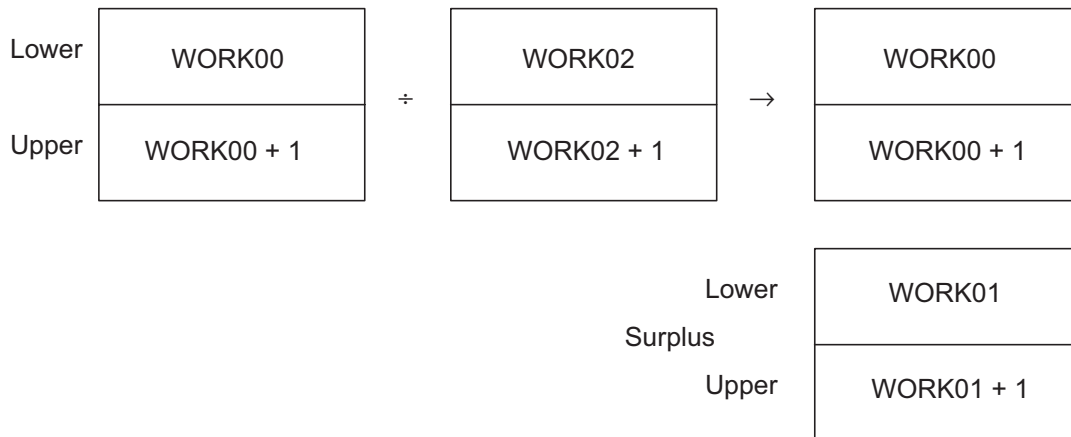 Lower WORK00 WORK02 WORK00
÷ →
Upper WORK00 + 1 WORK02 + 1 WORK00 + 1
Lower WORK01
Surplus
Upper WORK01 + 1